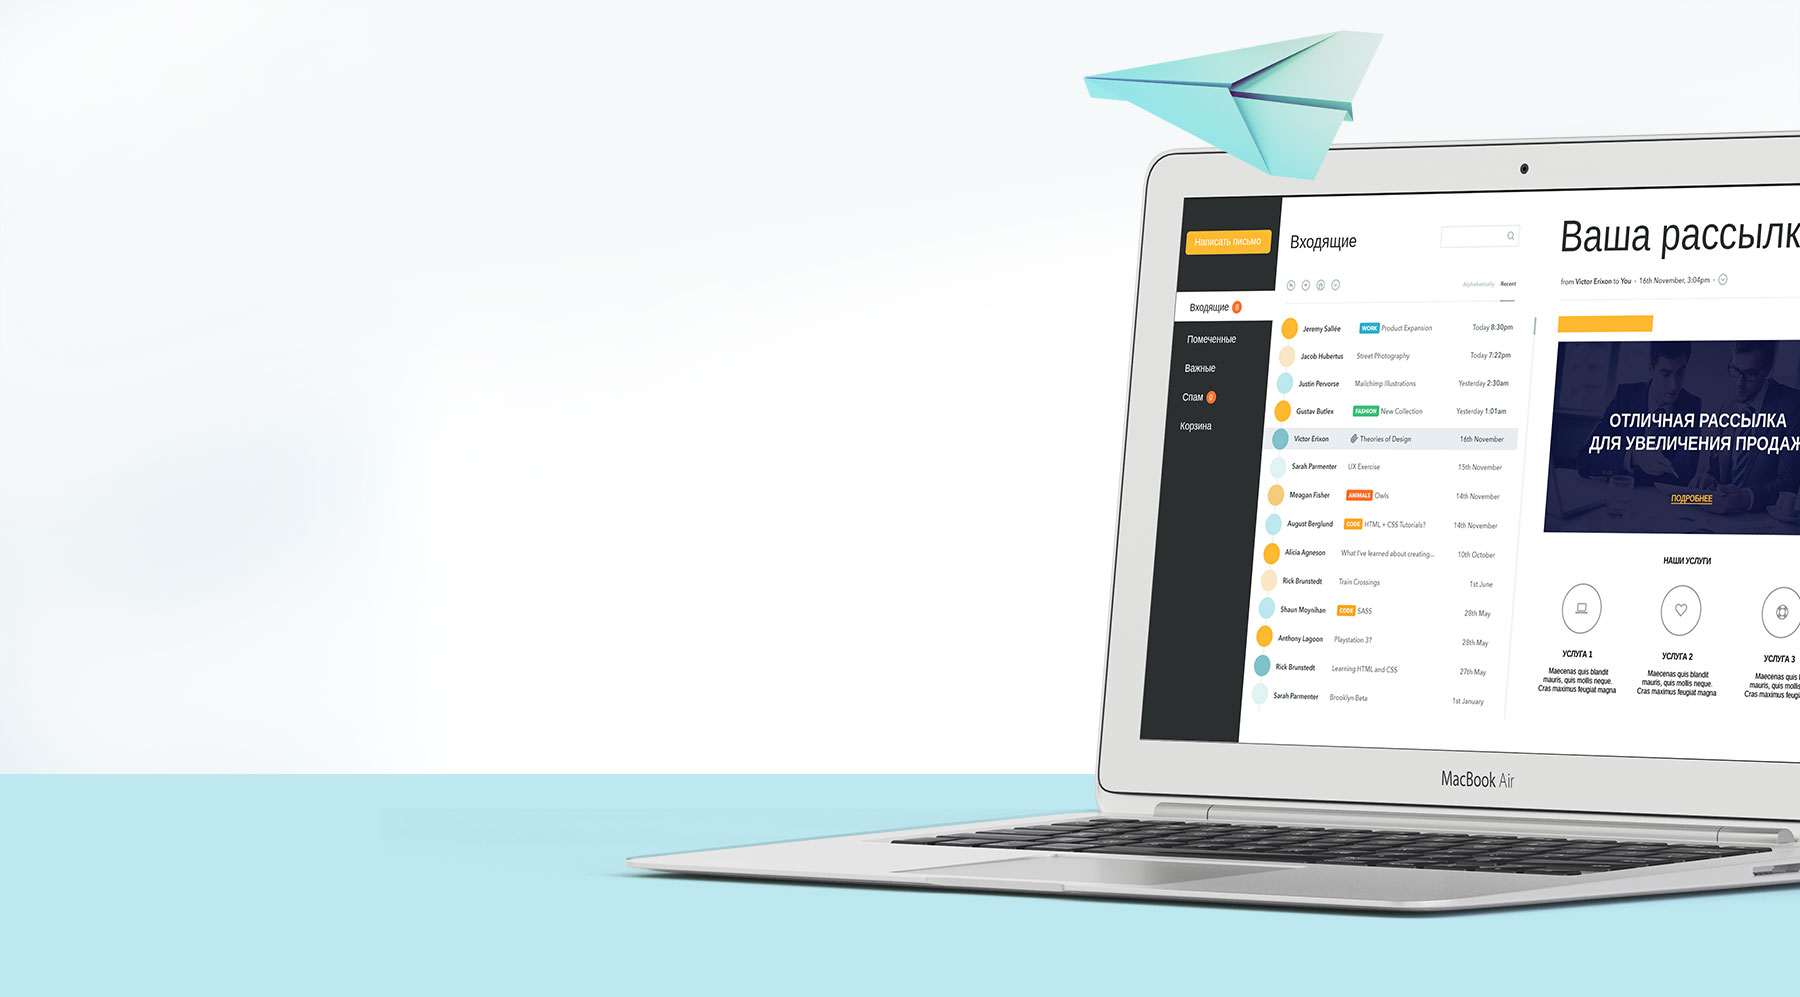 Написать письмо
Входящие 8
Помеченные
Важные
Спам 0
Корзина
Входящие
Alphabetically Recent
Jeremy Sallée WORK Product Expansion Today 8:30pm
Jacob Hubertus Street Photography Today 7:22pm
Justin Pervorse Mailchimp Illustrations Yesterday 2:30am
Gustav Butlex FASHION New Collection Yesterday 1:01am
Victor Erixon Theories of Design 16th November
Sarah Parmenter UX Exercise 15th November
Meagan Fisher ANIMALS Owls 14th November
August Berglund CODE HTML + CSS Tutorials? 14th November
Alicia Agneson What I've learned about creating... 10th October
Rick Brunstedt Train Crossings 1st June
Shaun Moynihan CODE SASS 28th May
Anthony Lagoon Playstation 3? 28th May
Rick Brunstedt Learning HTML and CSS 27th May
Sarah Parmenter Brooklyn Beta 1st January
Ваша рассылк
from Victor Erixon to You • 16th November, 3:04pm •
ОТЛИЧНАЯ РАССЫЛКА
ДЛЯ УВЕЛИЧЕНИЯ ПРОДАЖ
ПОДРОБНЕЕ
НАШИ УСЛУГИ
УСЛУГА 1
Maecenas quis blandit
mauris, quis mollis neque.
Cras maximus feugiat magna
УСЛУГА 2
Maecenas quis blandit
mauris, quis mollis neque.
Cras maximus feugiat magna
УСЛУГА 3
Maecenas quis b
mauris, quis mollis
Cras maximus feugi
MacBook Air